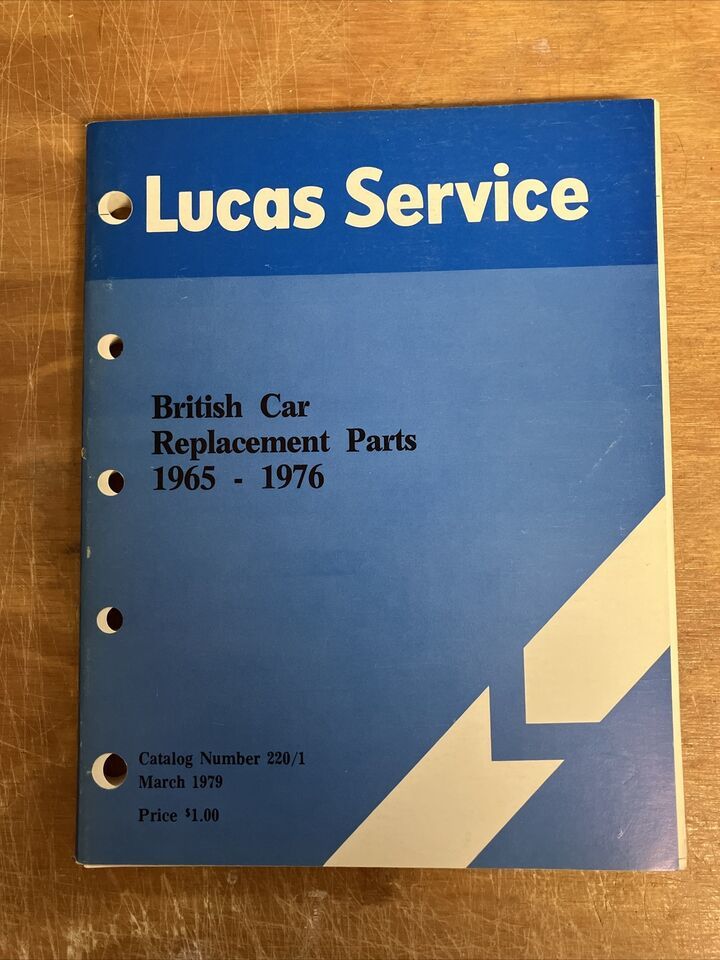 Lucas Service
British Car
Replacement Parts
1965 - 1976
Catalog Number 220/1
March 1979
Price $1.00